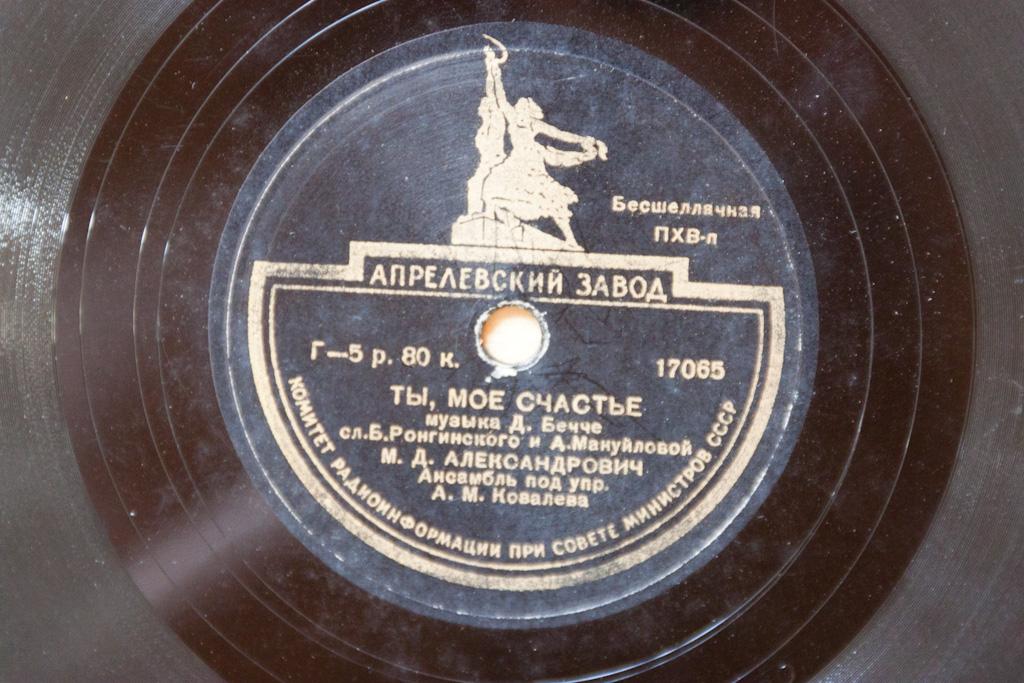 Бесшеллачная
ПХВ-п
АПРЕЛЕВСКИЙ ЗАВОД
Г—5 р. 80 к.
17065
ТЫ, МОЕ СЧАСТЬЕ
музыка Д. Бечче
сл.Б.Ронгинского и А.Мануйловой
М. Д. АЛЕКСАНДРОВИЧ
Ансамбль под упр.
А. М. Ковалева
КОМИТЕТ РАДИОИНФОРМАЦИИ ПРИ СОВЕТЕ МИНИСТРОВ СССР